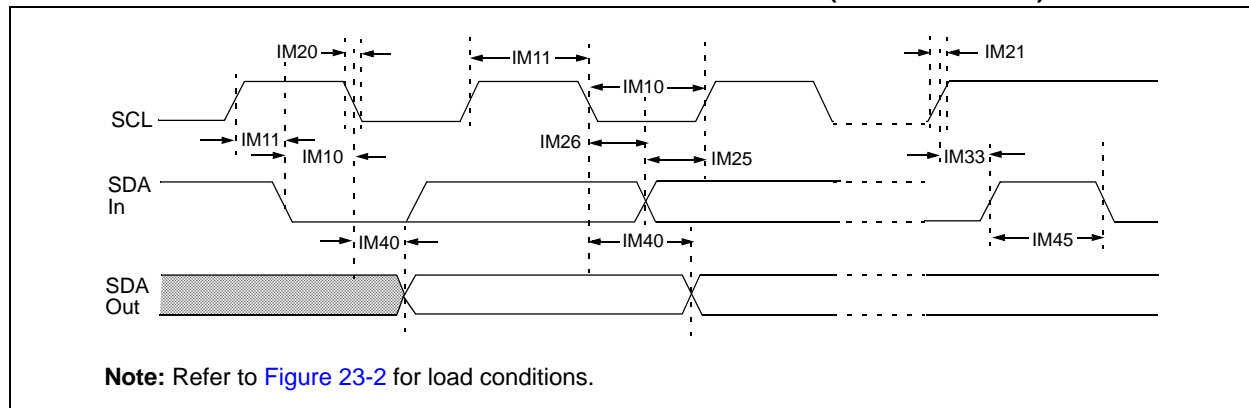 IM20
IM11
IM21
IM10
SCL
IM11
IM26
IM10
IM25
IM33
SDA
In
IM40
IM40
IM45
SDA
Out
Note: Refer to Figure 23-2 for load conditions.